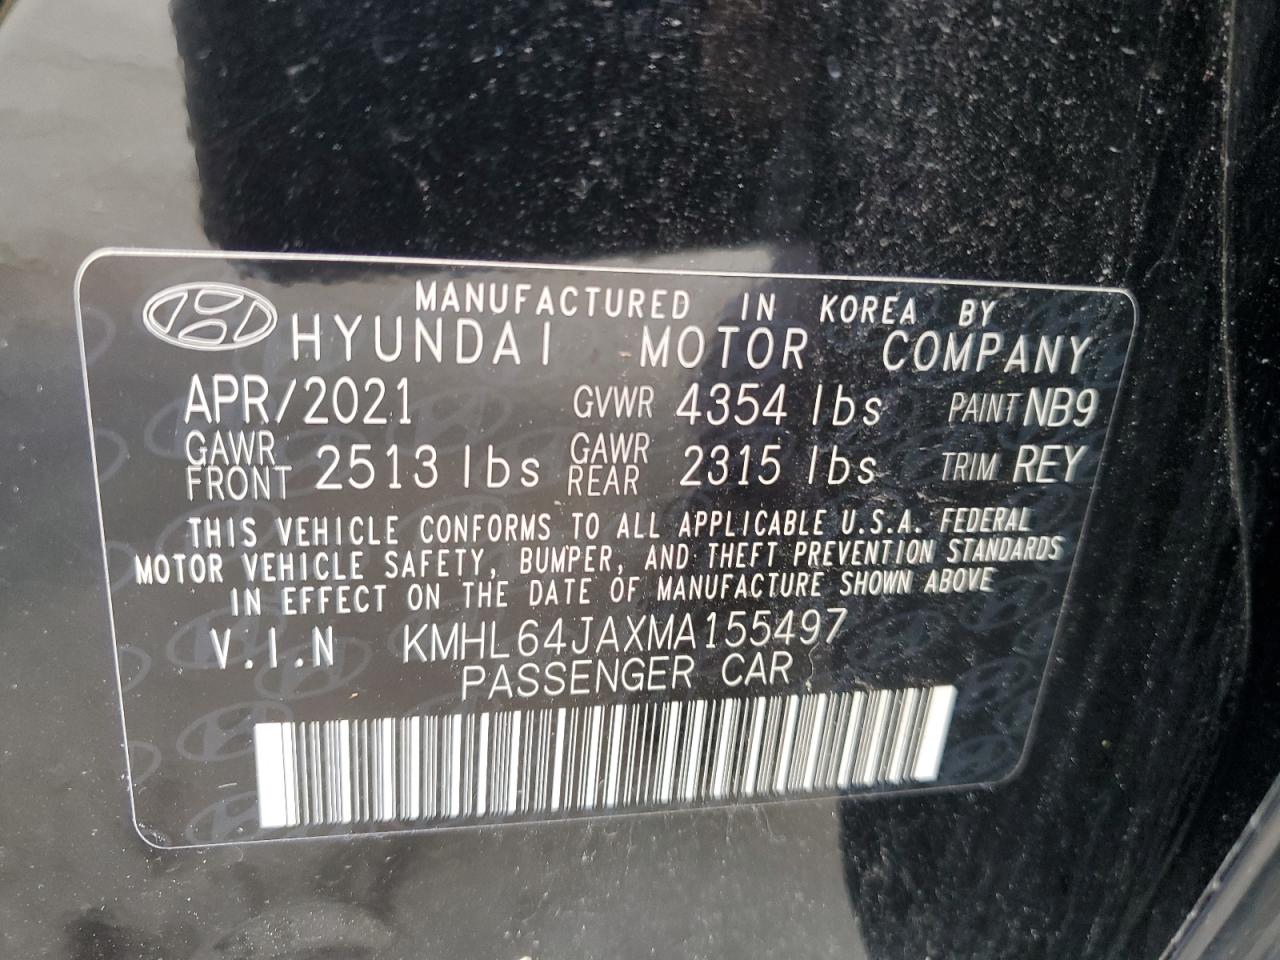 MANUFACTURED IN KOREA BY
HYUNDAI MOTOR COMPANY
APR/2021 GVWR 4354 lbs PAINT NB9
GAWR FRONT 2513 lbs GAWR REAR 2315 lbs TRIM REY
THIS VEHICLE CONFORMS TO ALL APPLICABLE U.S.A. FEDERAL
MOTOR VEHICLE SAFETY, BUMPER, AND THEFT PREVENTION STANDARDS
IN EFFECT ON THE DATE OF MANUFACTURE SHOWN ABOVE
V.I.N KMHL64JAXMA155497
PASSENGER CAR